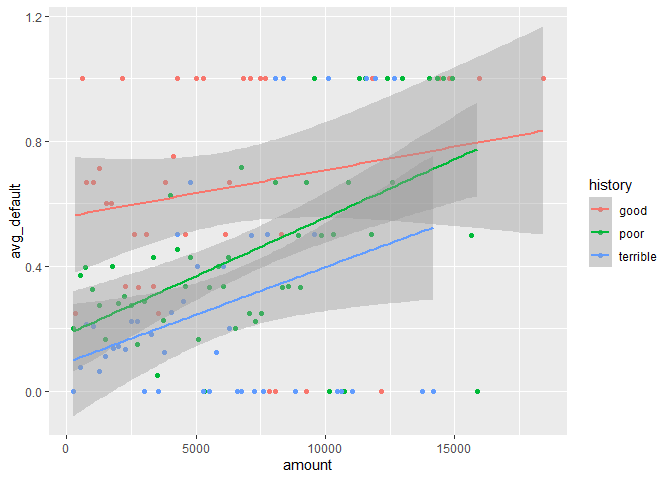 1.2
0.8
0.4
0.0
avg_default
0
5000
10000
15000
amount
history
good
poor
terrible